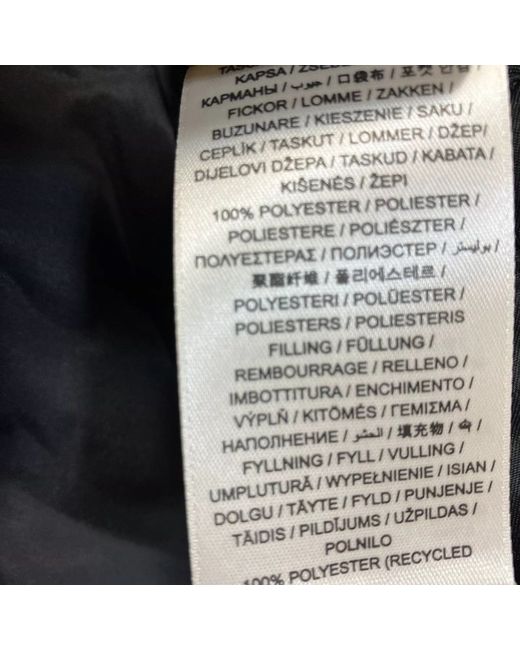 KAPSA / ZSEB
КАРМАНЫ / جيوب / 口袋布 / 포켓 안감 /
FICKOR / LOMME / ZAKKEN /
BUZUNARE / KIESZENIE / SAKU /
CEPLİK / TASKUT / LOMMER / DŽEP/
DIJELOVI DŽEPA / TASKUD / KABATA /
KIŠENĖS / ŽEPI
100% POLYESTER / POLIESTER /
POLIESTERE / POLIÉSZTER /
ΠΟΛΥΕΣΤΕΡΑΣ / ПОЛИЭСТЕР / بوليستر /
聚酯纤维 / 폴리에스테르 /
POLYESTERI / POLÜESTER /
POLIESTERS / POLIESTERIS
FILLING / FÜLLUNG /
REMBOURRAGE / RELLENO /
IMBOTTITURA / ENCHIMENTO /
VÝPLŇ / KITÖMÉS / ΓΕΜΙΣΜΑ /
НАПОЛНЕНИЕ / الحشو / 填充物 / 속 /
FYLLNING / FYLL / VULLING /
UMPLUTURĂ / WYPEŁNIENIE / ISIAN /
DOLGU / TÄYTE / FYLD / PUNJENJE /
TÄIDIS / PILDĪJUMS / UŽPILDAS /
POLNILO
100% POLYESTER (RECYCLED